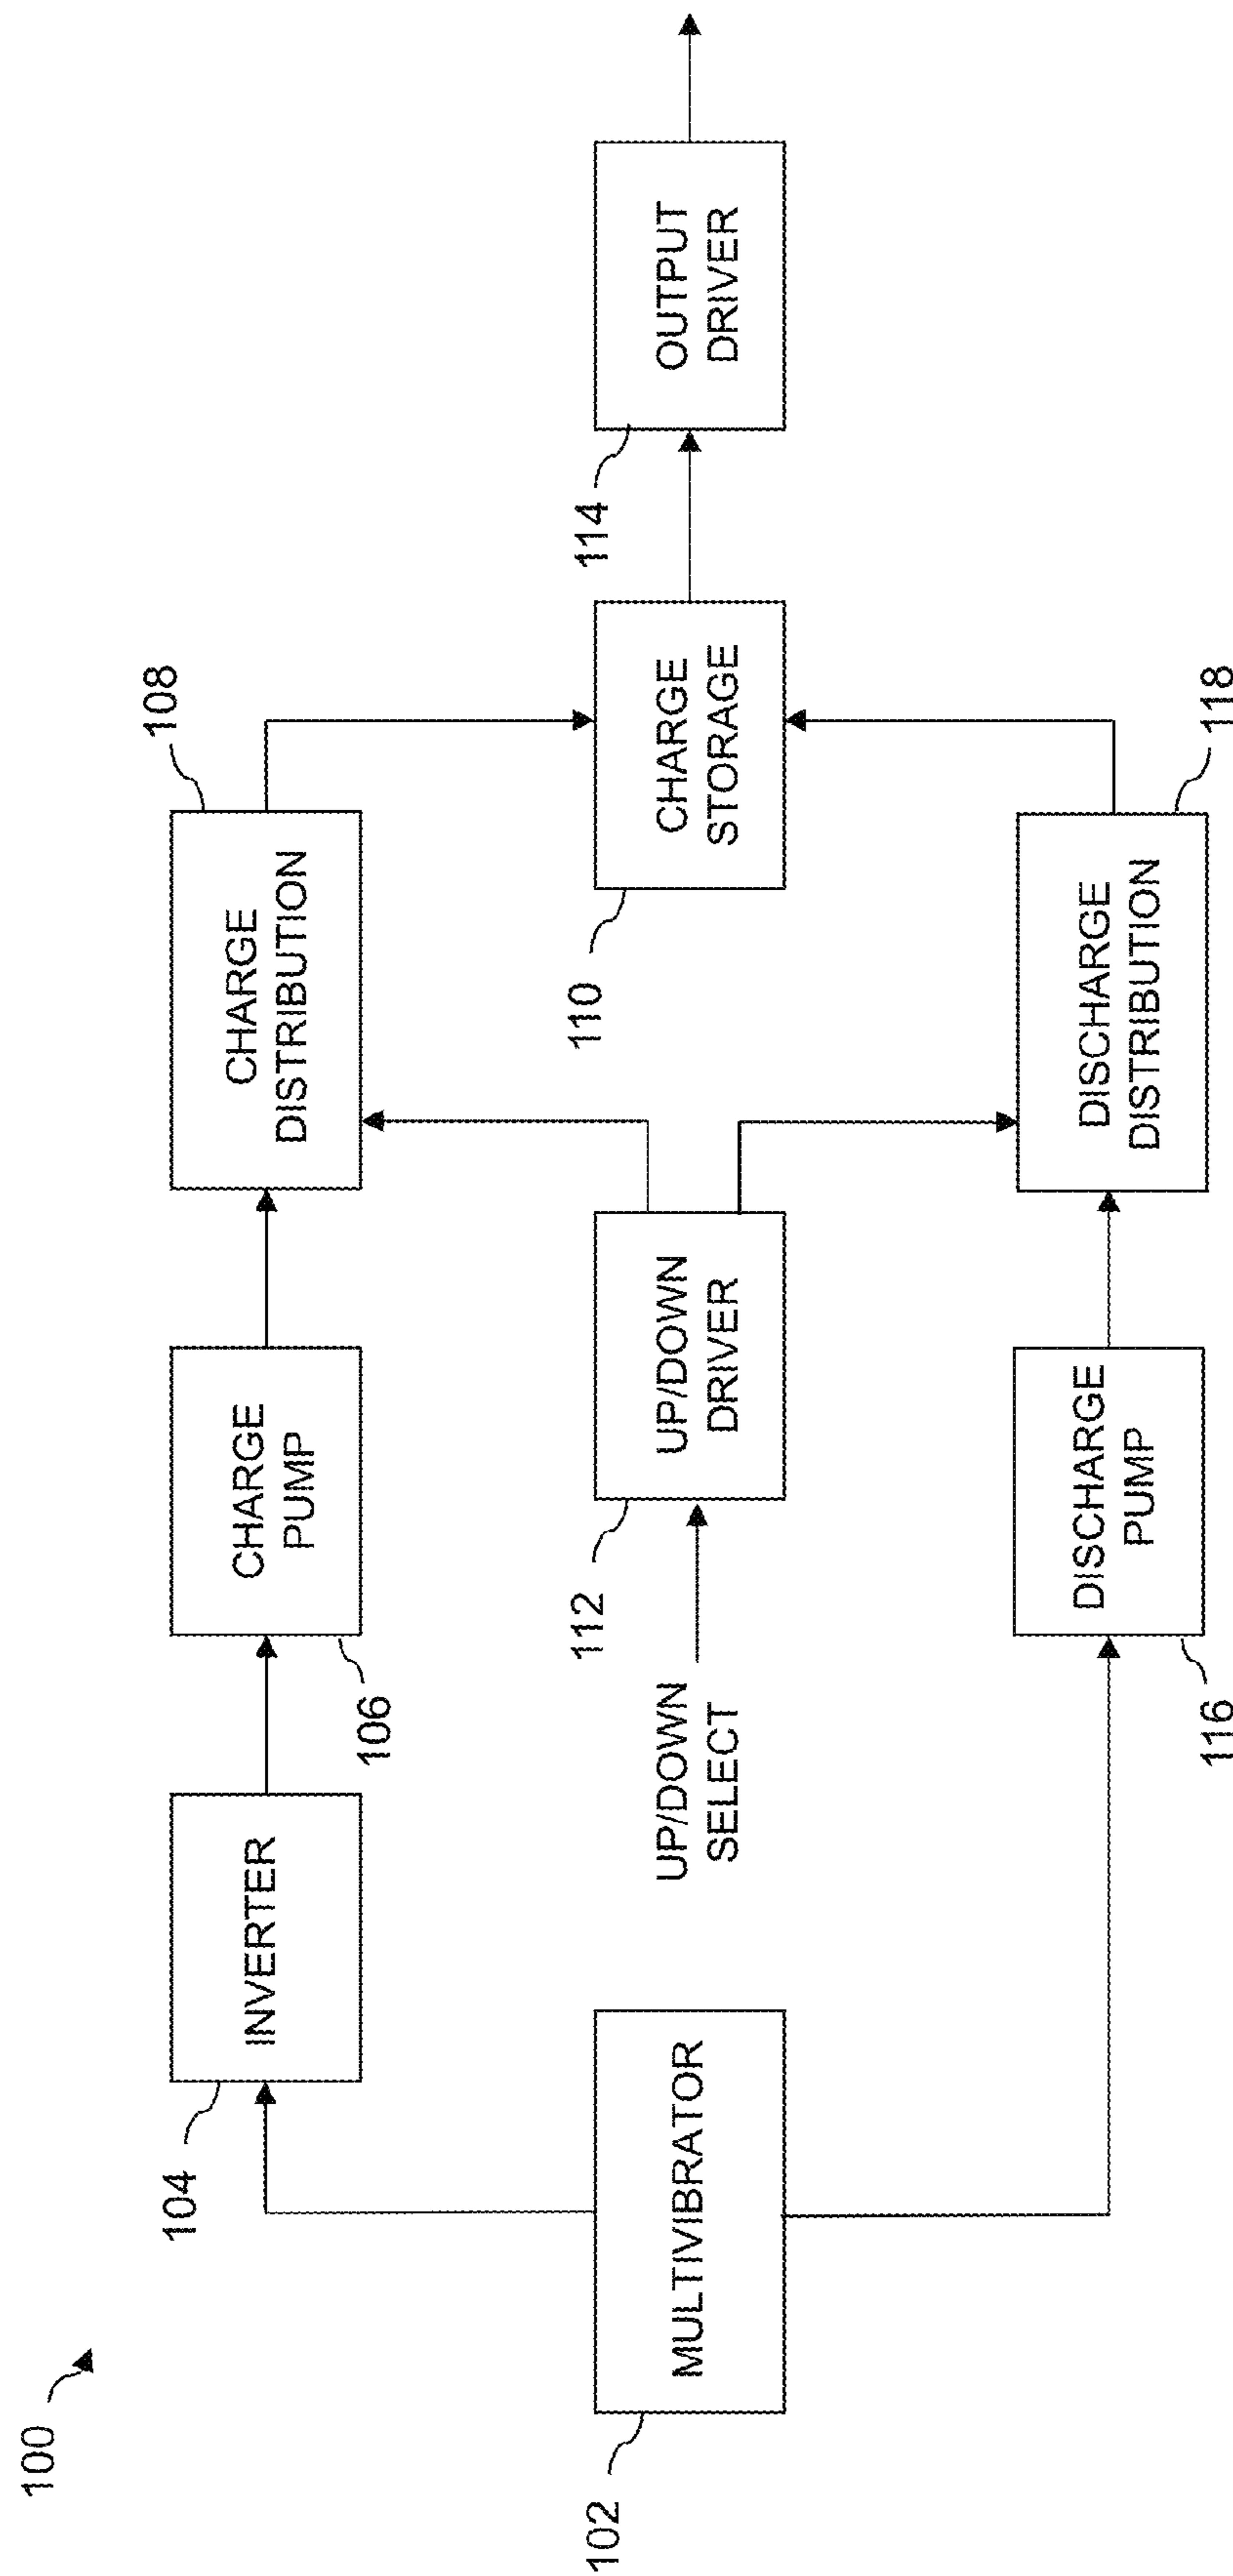 100
104
INVERTER
106
CHARGE
PUMP
108
CHARGE
DISTRIBUTION
102
MULTIVIBRATOR
UP/DOWN
SELECT
112
UP/DOWN
DRIVER
110
CHARGE
STORAGE
114
OUTPUT
DRIVER
116
DISCHARGE
PUMP
118
DISCHARGE
DISTRIBUTION